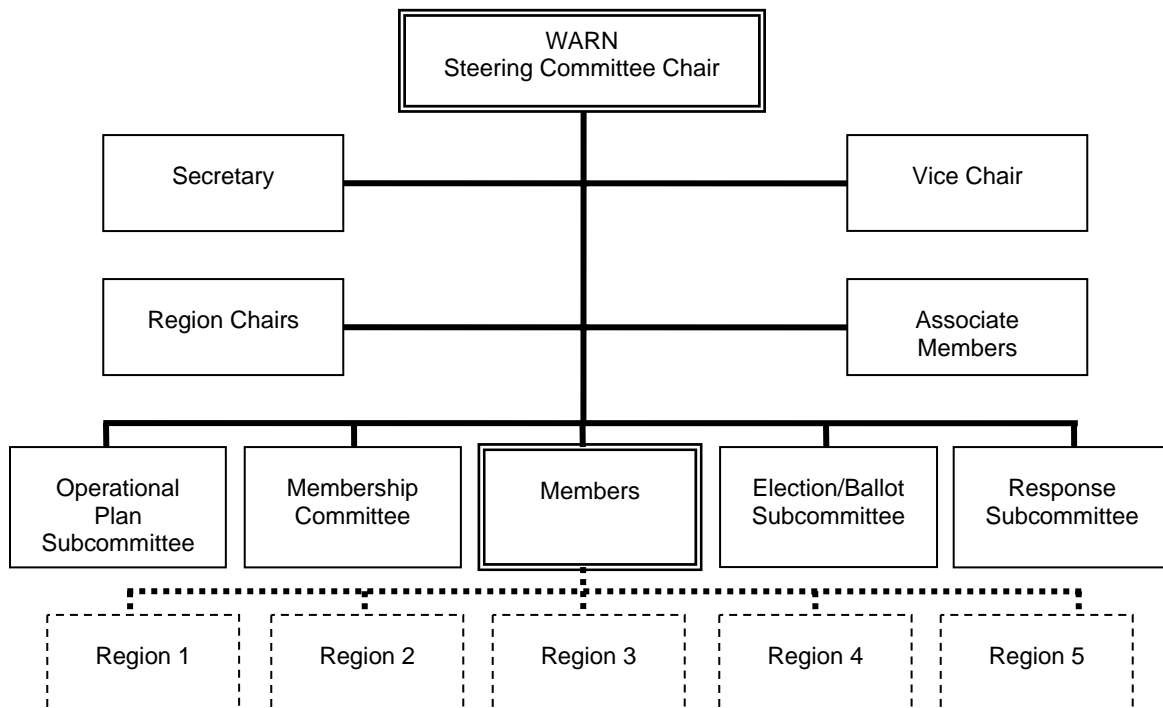 WARN
Steering Committee Chair
Secretary
Vice Chair
Region Chairs
Associate
Members
Operational
Plan
Subcommittee
Membership
Committee
Members
Election/Ballot
Subcommittee
Response
Subcommittee
Region 1
Region 2
Region 3
Region 4
Region 5